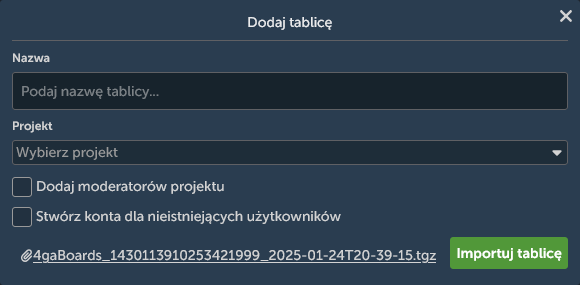 Dodaj tablicę
Nazwa
Podaj nazwę tablicy...
Projekt
Wybierz projekt
Dodaj moderatorów projektu
Stwórz konta dla nieistniejących użytkowników
4gaBoards_1430113910253421999_2025-01-24T20-39-15.tgz
Importuj tablicę